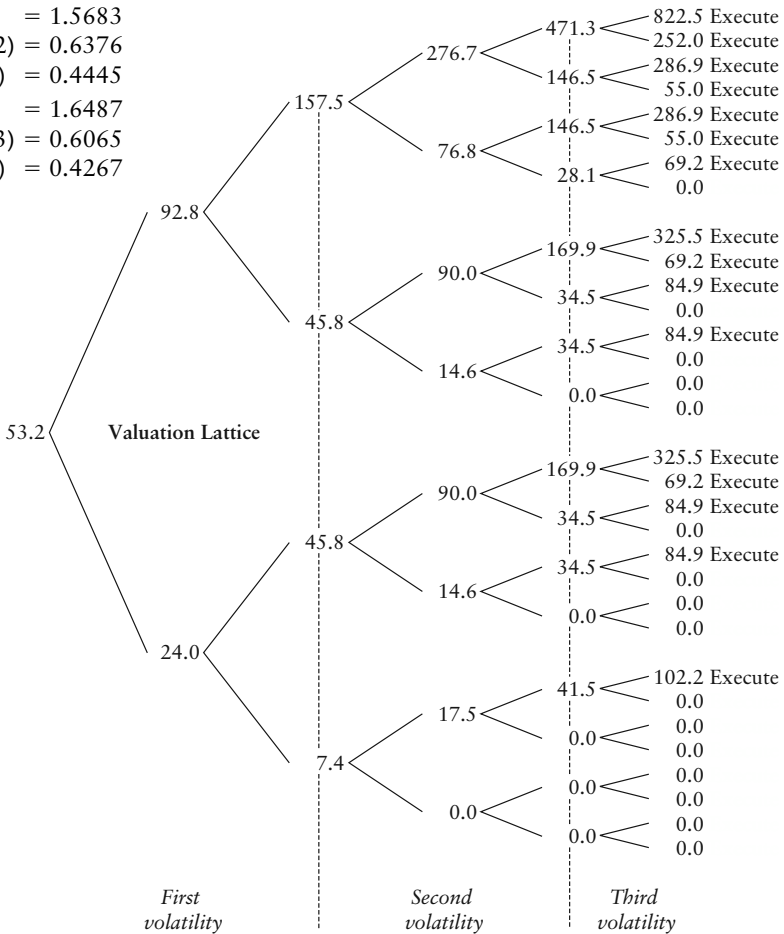 = 1.5683
2) = 0.6376
) = 0.4445
= 1.6487
3) = 0.6065
) = 0.4267
822.5 Execute
471.3
252.0 Execute
276.7
286.9 Execute
146.5
55.0 Execute
157.5
286.9 Execute
146.5
55.0 Execute
76.8
69.2 Execute
28.1
0.0
92.8
325.5 Execute
169.9
69.2 Execute
90.0
84.9 Execute
34.5
0.0
45.8
84.9 Execute
34.5
0.0
14.6
0.0
0.0
0.0
53.2
Valuation Lattice
325.5 Execute
169.9
69.2 Execute
90.0
84.9 Execute
34.5
0.0
45.8
84.9 Execute
34.5
0.0
14.6
0.0
0.0
0.0
24.0
102.2 Execute
41.5
0.0
17.5
0.0
0.0
0.0
7.4
0.0
0.0
0.0
0.0
0.0
0.0
0.0
First
volatility
Second
volatility
Third
volatility